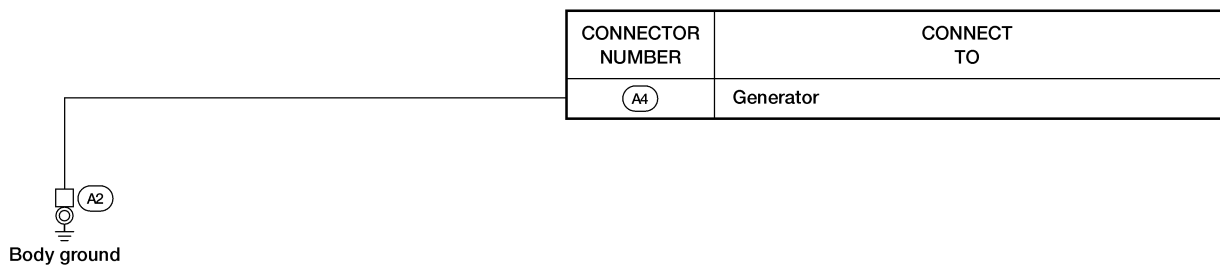 CONNECTOR
NUMBER
CONNECT
TO
A4
Generator
A2
Body ground